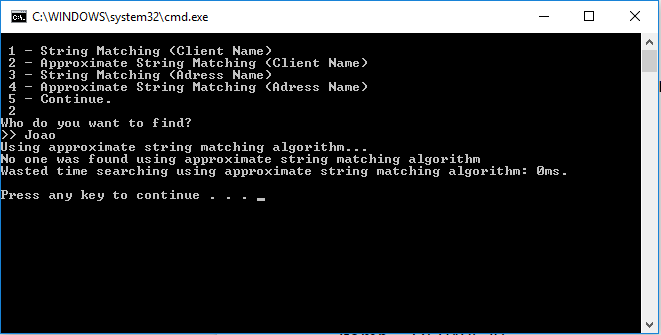 C:\WINDOWS\system32\cmd.exe
1 - String Matching (Client Name)
2 - Approximate String Matching (Client Name)
3 - String Matching (Adress Name)
4 - Approximate String Matching (Adress Name)
5 - Continue.
2
Who do you want to find?
>> Joao
Using approximate string matching algorithm...
No one was found using approximate string matching algorithm
Wasted time searching using approximate string matching algorithm: 0ms.
Press any key to continue . . .